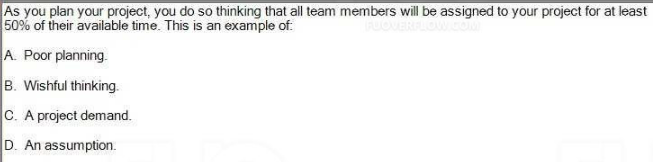 As you plan your project, you do so thinking that all team members will be assigned to your project for at least
50% of their available time. This is an example of:
A. Poor planning.
B. Wishful thinking.
C. A project demand.
D. An assumption.